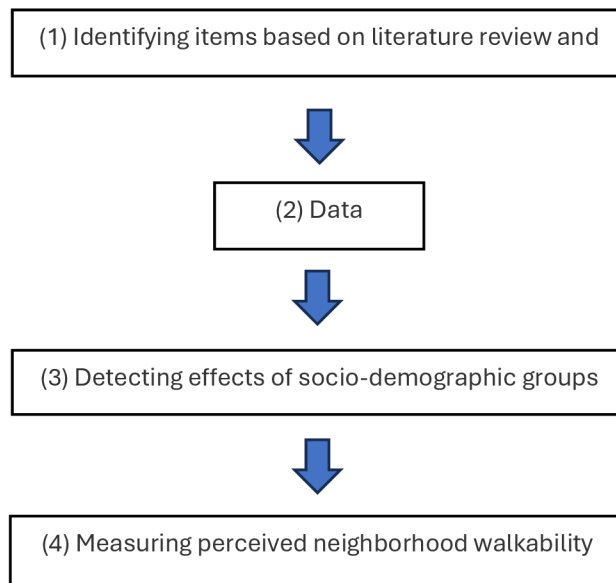 (1) Identifying items based on literature review and
(2) Data
(3) Detecting effects of socio-demographic groups
(4) Measuring perceived neighborhood walkability